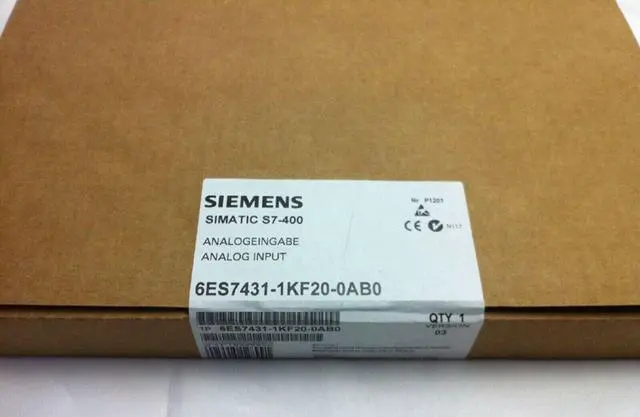 SIEMENS
SIMATIC S7-400
Nr P1201
N117
ANALOGEINGABE
ANALOG INPUT
6ES7431-1KF20-0AB0
QTY 1
VERSION
03
1P 6ES7431-1KF20-0AB0